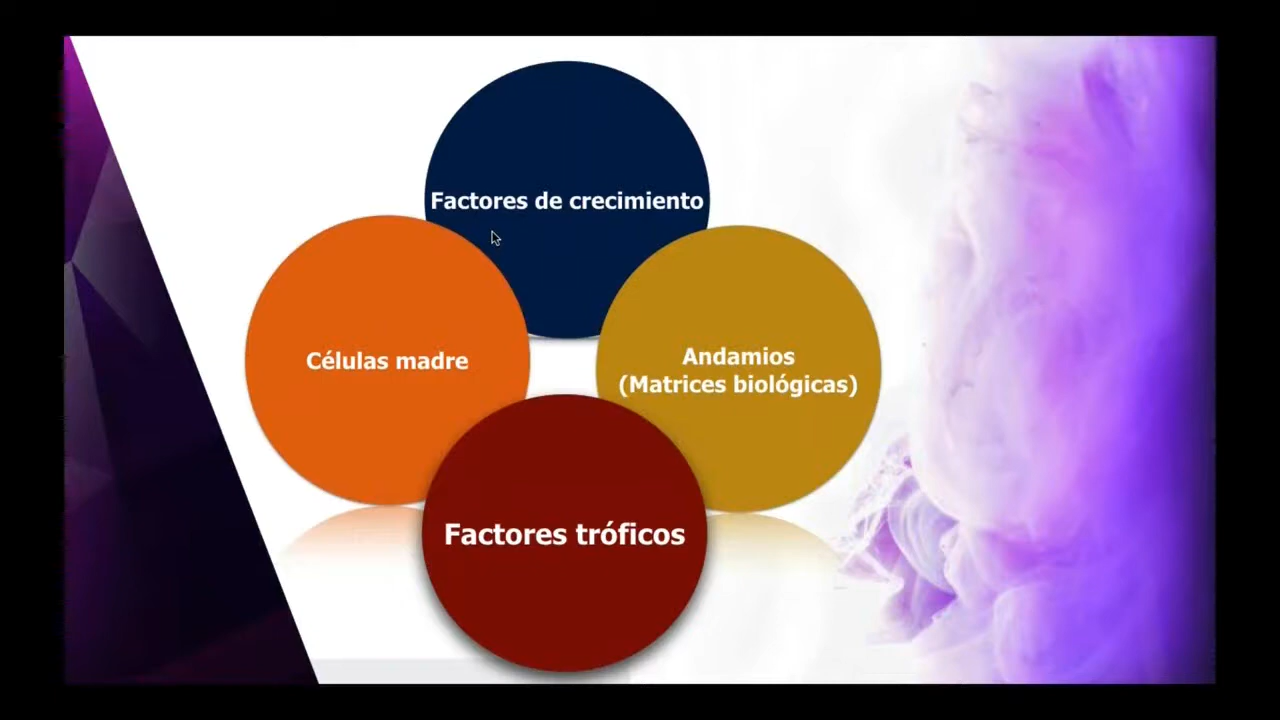 Factores de crecimiento
Células madre
Andamios
(Matrices biológicas)
Factores tróficos